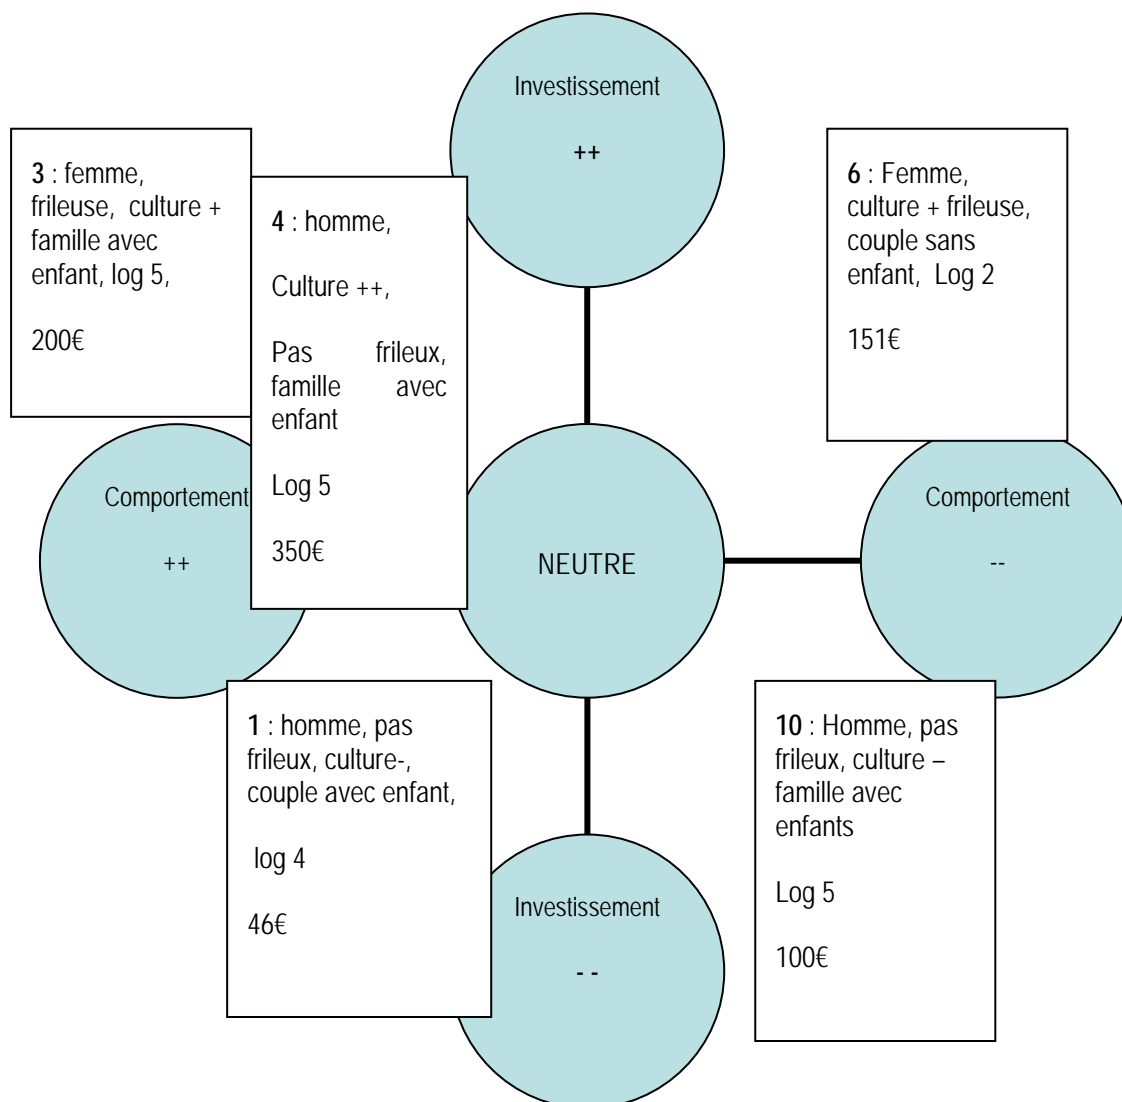 Investissement
++
3 : femme,
frileuse, culture +
famille avec
enfant, log 5,
200€
4 : homme,
Culture ++,
Pas frileux,
famille avec
enfant
Log 5
350€
6 : Femme,
culture + frileuse,
couple sans
enfant, Log 2
151€
Comportement
++
NEUTRE
Comportement
--
1 : homme, pas
frileux, culture-,
couple avec enfant,
log 4
46€
10 : Homme, pas
frileux, culture –
famille avec
enfants
Log 5
100€
Investissement
- -